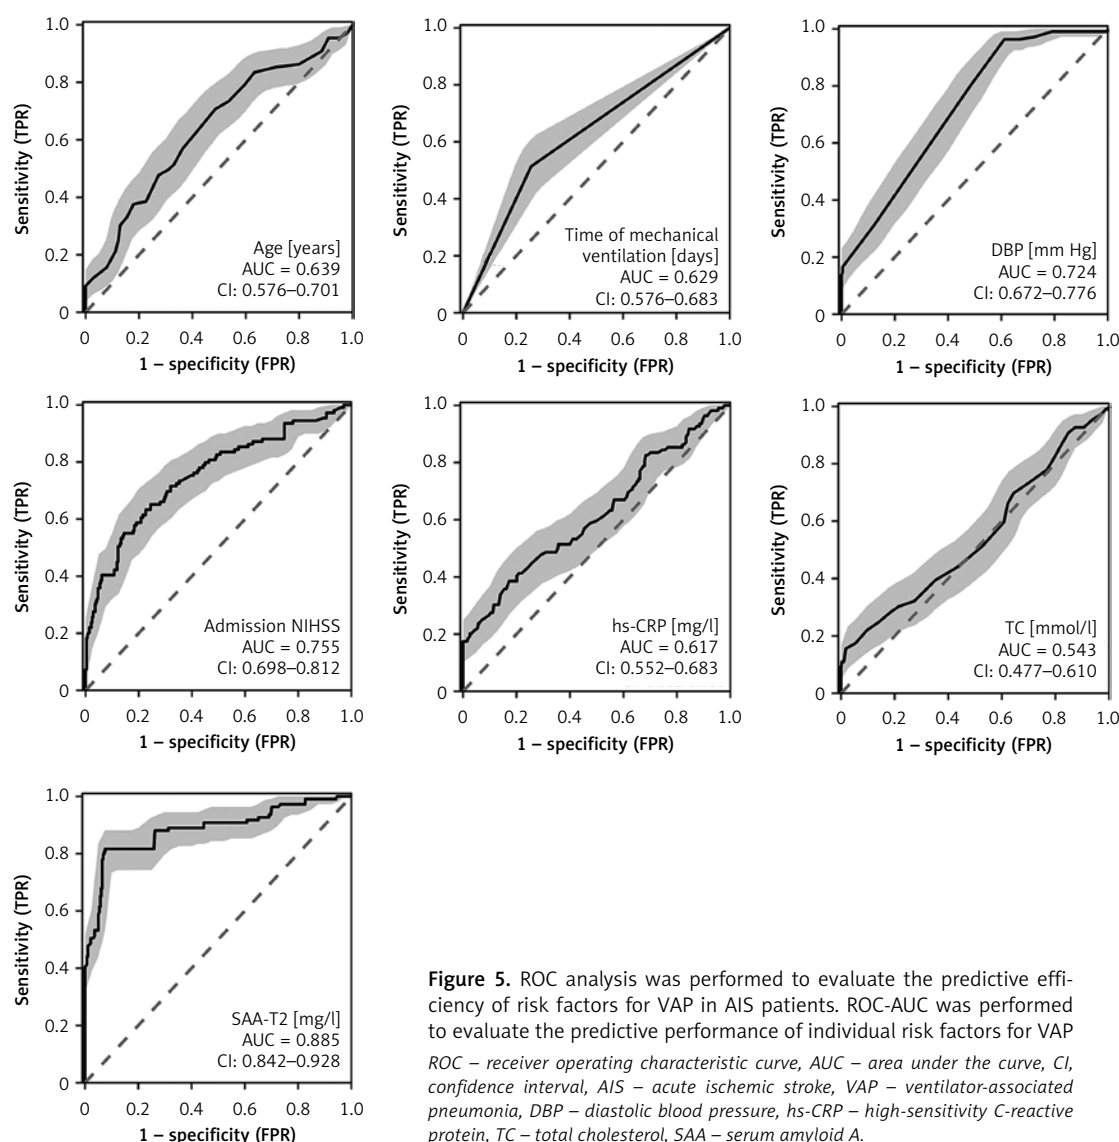 1.0
0.8
0.6
0.4
0.2
0
Sensitivity (TPR)
Age [years]
AUC = 0.639
CI: 0.576–0.701
0 0.2 0.4 0.6 0.8 1.0
1 – specificity (FPR)
1.0
0.8
0.6
0.4
0.2
0
Sensitivity (TPR)
Time of mechanical
ventilation [days]
AUC = 0.629
CI: 0.576–0.683
0 0.2 0.4 0.6 0.8 1.0
1 – specificity (FPR)
1.0
0.8
0.6
0.4
0.2
0
Sensitivity (TPR)
DBP [mm Hg]
AUC = 0.724
CI: 0.672–0.776
0 0.2 0.4 0.6 0.8 1.0
1 – specificity (FPR)
1.0
0.8
0.6
0.4
0.2
0
Sensitivity (TPR)
Admission NIHSS
AUC = 0.755
CI: 0.698–0.812
0 0.2 0.4 0.6 0.8 1.0
1 – specificity (FPR)
1.0
0.8
0.6
0.4
0.2
0
Sensitivity (TPR)
hs-CRP [mg/l]
AUC = 0.617
CI: 0.552–0.683
0 0.2 0.4 0.6 0.8 1.0
1 – specificity (FPR)
1.0
0.8
0.6
0.4
0.2
0
Sensitivity (TPR)
TC [mmol/l]
AUC = 0.543
CI: 0.477–0.610
0 0.2 0.4 0.6 0.8 1.0
1 – specificity (FPR)
1.0
0.8
0.6
0.4
0.2
0
Sensitivity (TPR)
SAA-T2 [mg/l]
AUC = 0.885
CI: 0.842–0.928
0 0.2 0.4 0.6 0.8 1.0
1 – specificity (FPR)
Figure 5. ROC analysis was performed to evaluate the predictive effi-
ciency of risk factors for VAP in AIS patients. ROC-AUC was performed
to evaluate the predictive performance of individual risk factors for VAP
ROC – receiver operating characteristic curve, AUC – area under the curve, CI,
confidence interval, AIS – acute ischemic stroke, VAP – ventilator-associated
pneumonia, DBP – diastolic blood pressure, hs-CRP – high-sensitivity C-reactive
protein, TC – total cholesterol, SAA – serum amyloid A.